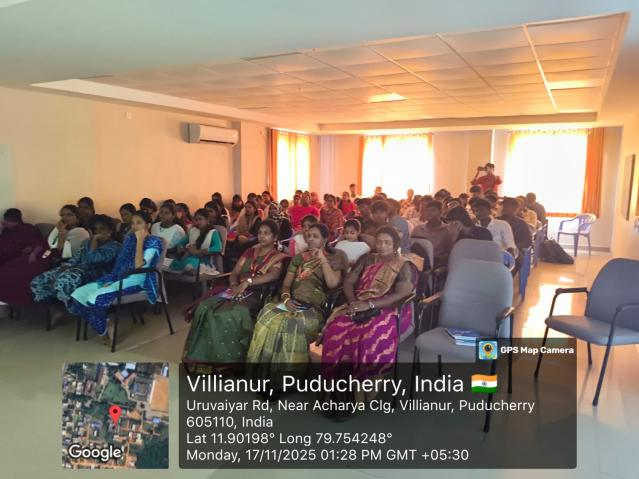 GPS Map Camera
Villianur, Puducherry, India 🇮🇳
Uruvaiyar Rd, Near Acharya Clg, Villianur, Puducherry
605110, India
Lat 11.90198° Long 79.754248°
Monday, 17/11/2025 01:28 PM GMT +05:30
Google